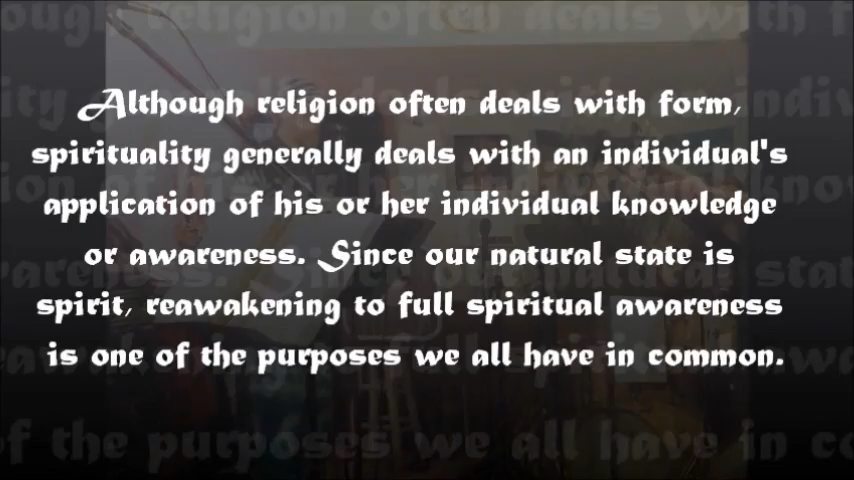 Although religion often deals with form,
spirituality generally deals with an individual's
application of his or her individual knowledge
or awareness. Since our natural state is
spirit, reawakening to full spiritual awareness
is one of the purposes we all have in common.